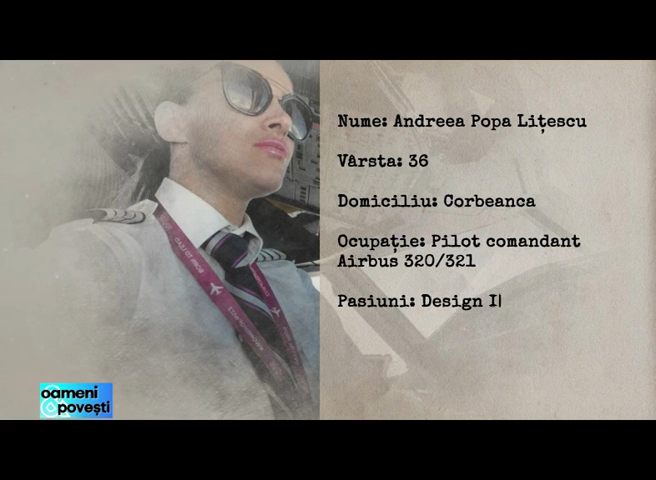 Nume: Andreea Popa Lițescu
Vârsta: 36
Domiciliu: Corbeanca
Ocupație: Pilot comandant
Airbus 320/321
Pasiuni: Design I
oameni
povești